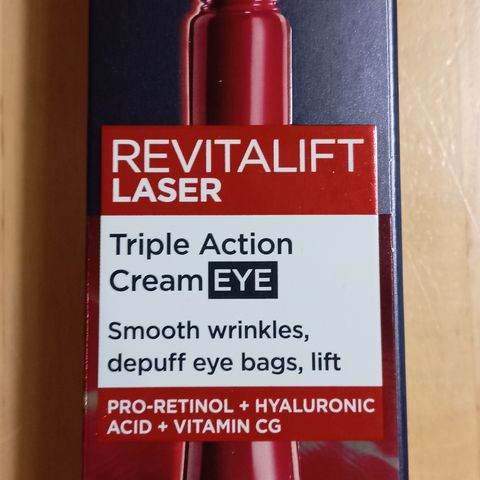 REVITALIFT
LASER
Triple Action
Cream EYE
Smooth wrinkles,
depuff eye bags, lift
PRO-RETINOL + HYALURONIC
ACID + VITAMIN CG